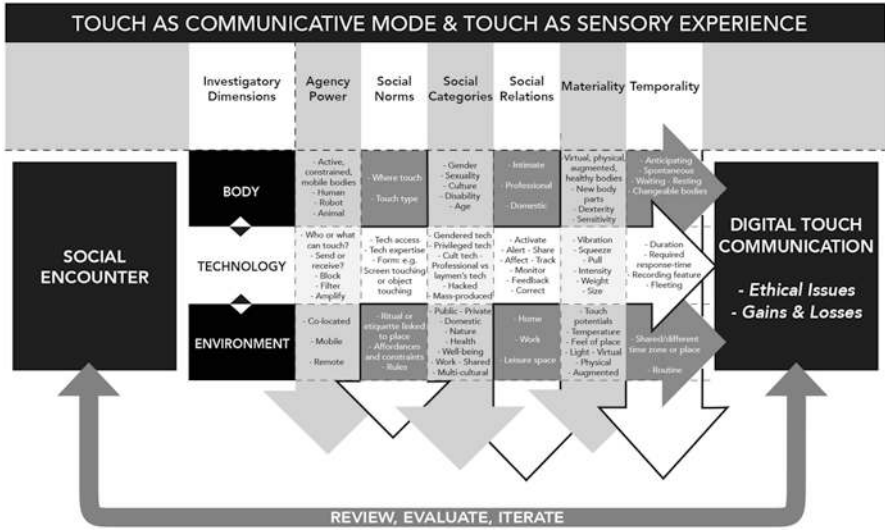 TOUCH AS COMMUNICATIVE MODE & TOUCH AS SENSORY EXPERIENCE
Investigatory
Dimensions
Agency
Power
Social
Norms
Social
Categories
Social
Relations
Materiality
Temporality
SOCIAL
ENCOUNTER
BODY
- Active,
constrained,
mobile bodies
- Human
- Robot
- Animal
- Where touch
- Touch type
- Gender
- Sexuality
- Culture
- Disability
- Age
- Intimate
- Professional
- Domestic
-Virtual, physical,
augmented,
healthy bodies
- New body
parts
- Dexterity
- Sensitivity
- Anticipating
- Spontaneous
- Waiting - Resting
- Changeable bodies
TECHNOLOGY
- Who or what
can touch?
- Send or
receive?
- Block
- Filter
- Amplify
- Tech access
- Tech expertise
- Form: e.g.
Screen touching
or object
touching
- Gendered tech
- Privileged tech
- Cult tech -
Professional vs
laymen's tech
- Hacked
- Mass-produced
- Activate
- Alert - Share
- Affect - Track
- Monitor
- Feedback
- Correct
- Vibration
- Squeeze
- Pull
- Intensity
- Weight
- Size
- Duration
- Required
response-time
- Recording feature
- Fleeting
ENVIRONMENT
- Co-located
- Mobile
- Remote
- Ritual or
etiquette linked
to place
- Affordances
and constraints
- Rules
Public - Private
- Domestic
- Nature
- Health
- Well-being
- Work - Shared
- Multi-cultural
- Home
- Work
- Leisure space
- Touch
potentials
- Temperature
- Feel of place
- Light - Virtual
- Physical
- Augmented
- Shared/different
time zone or place
- Routine
DIGITAL TOUCH
COMMUNICATION
- Ethical Issues
- Gains & Losses
REVIEW, EVALUATE, ITERATE